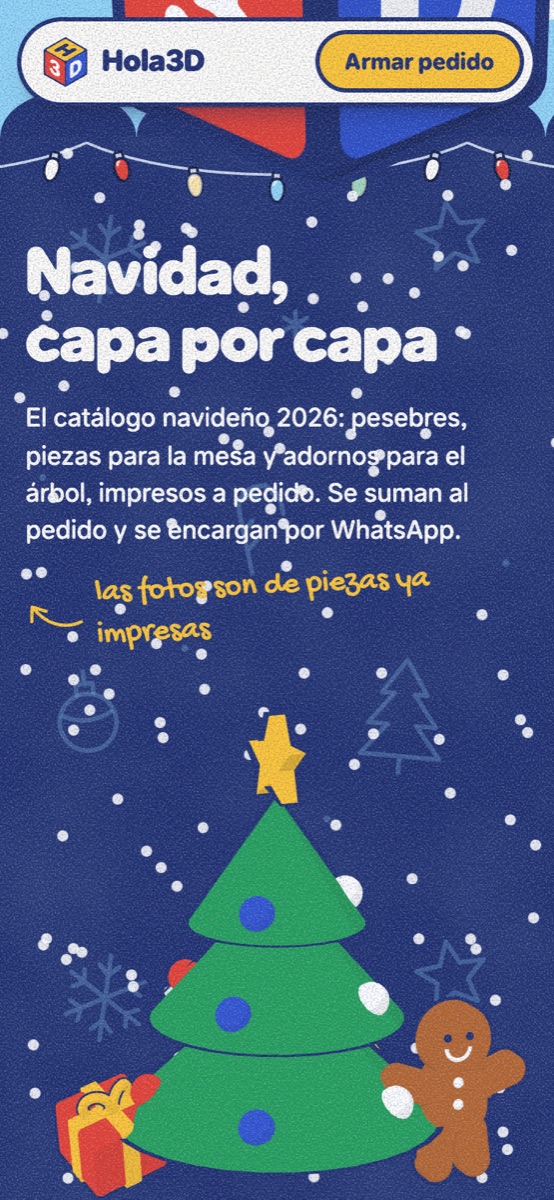 H
3 D
Hola3D
Armar pedido
Navidad,
capa por capa
El catálogo navideño 2026: pesebres,
piezas para la mesa y adornos para el
árbol, impresos a pedido. Se suman al
pedido y se encargan por WhatsApp.
las fotos son de piezas ya
impresas